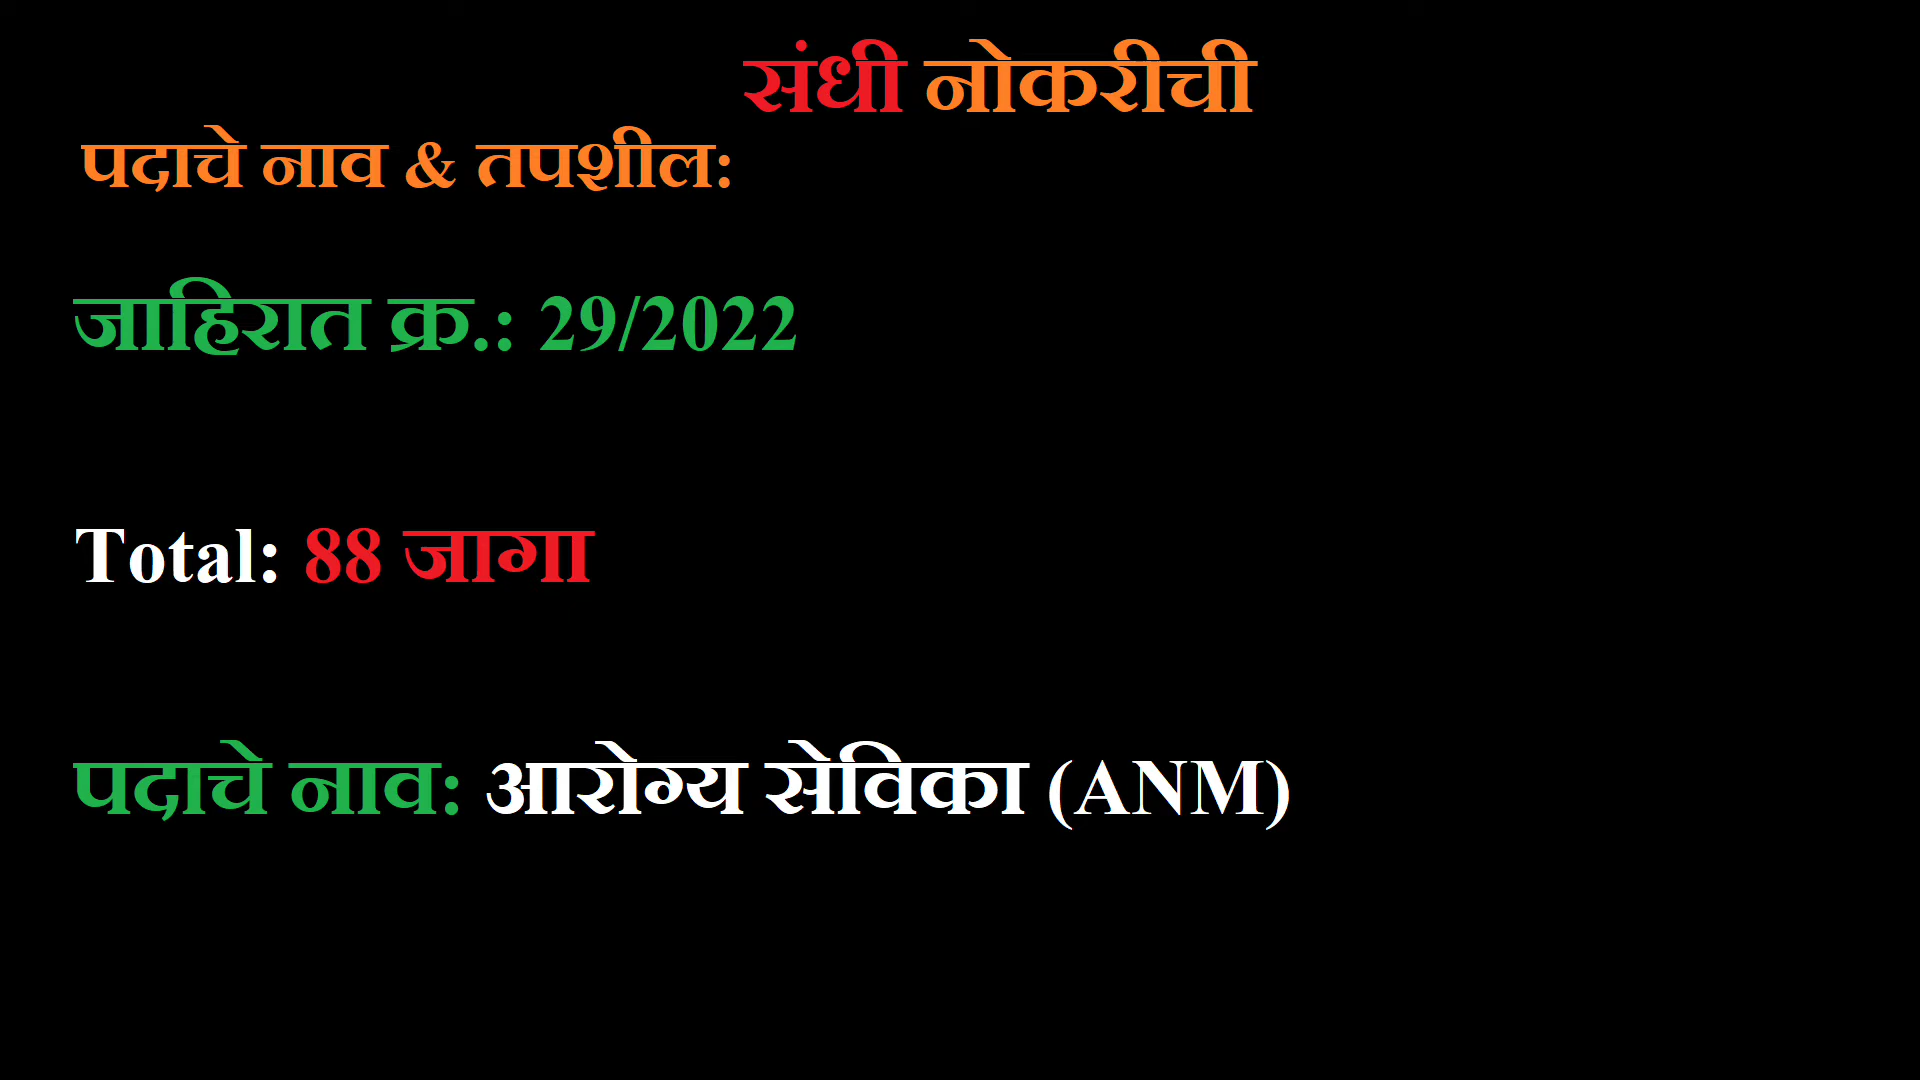 संधी नोकरीची
पदाचे नाव & तपशील:
जाहिरात क्र.: 29/2022
Total: 88 जागा
पदाचे नाव: आरोग्य सेविका (ANM)